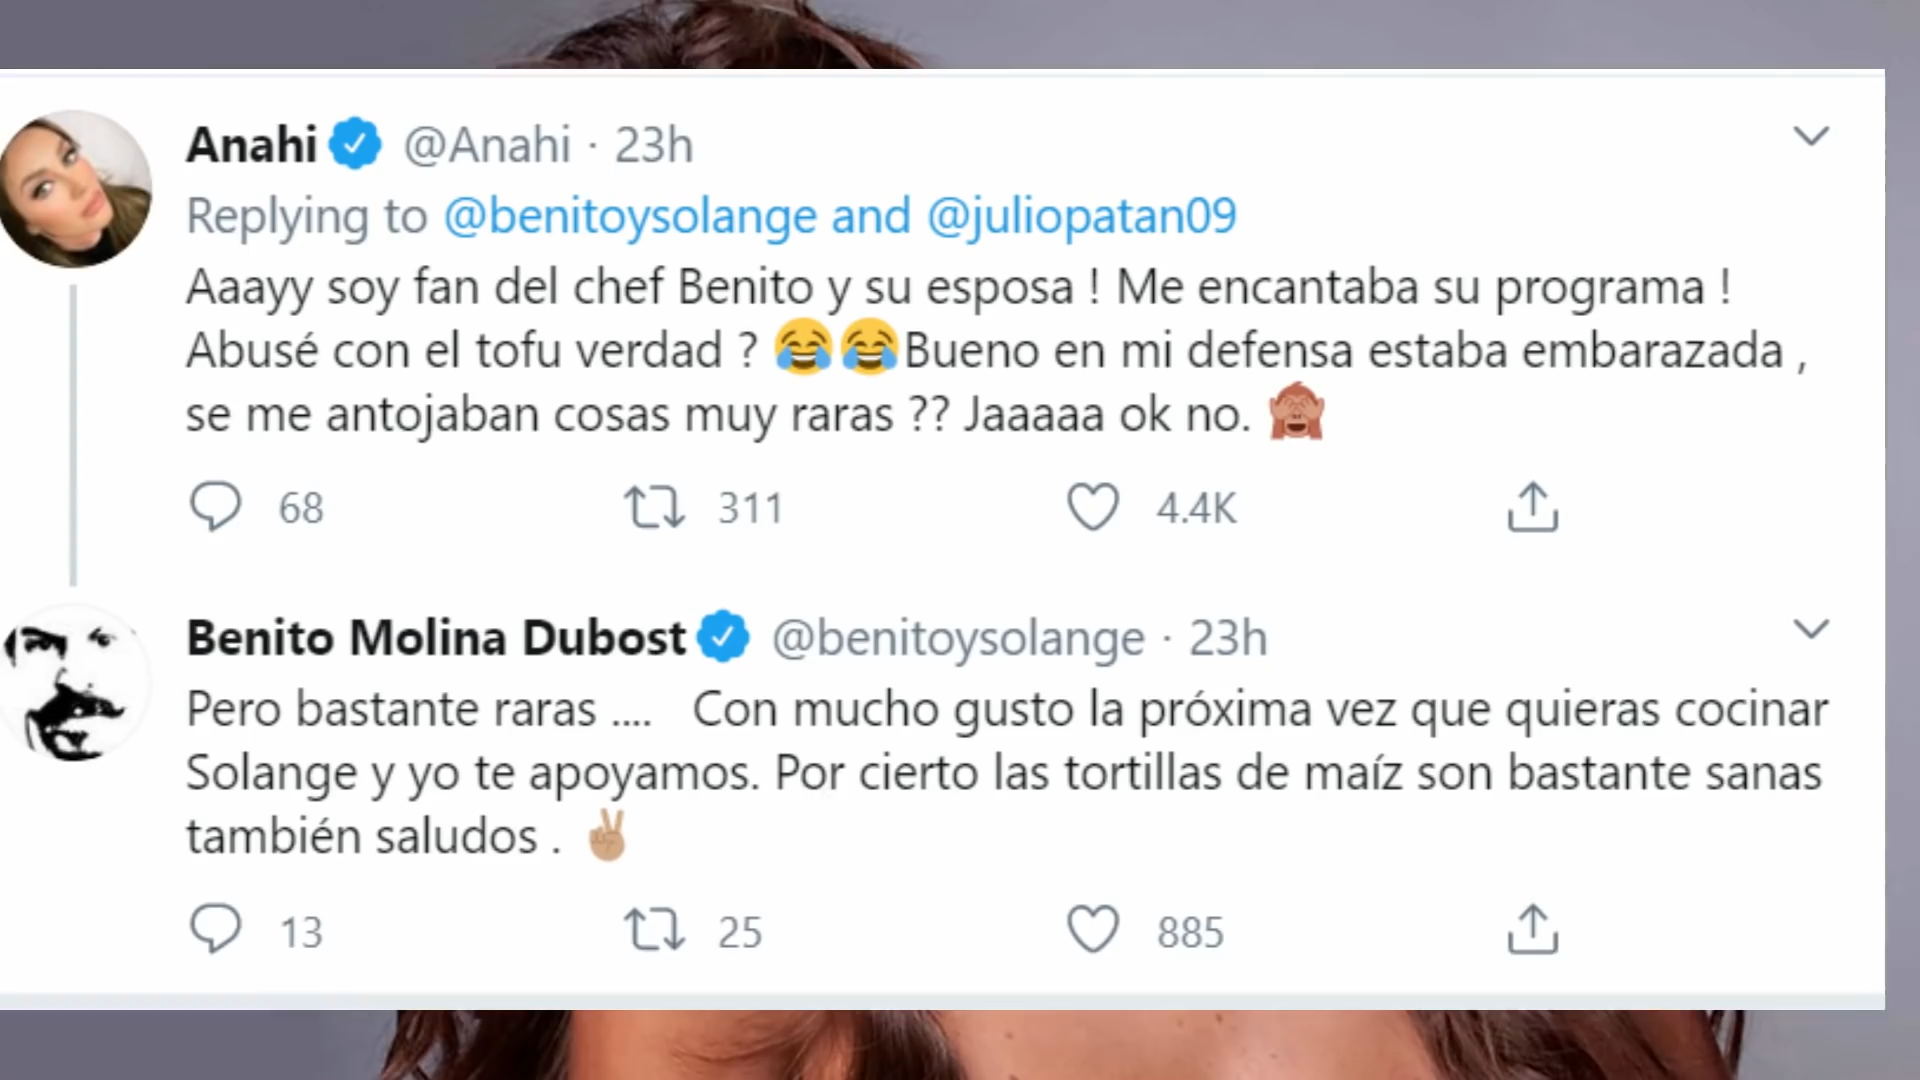 Anahi @Anahi · 23h
Replying to @benitoysolange and @juliopatan09
Aaayy soy fan del chef Benito y su esposa ! Me encantaba su programa !
Abusé con el tofu verdad ? 😂😂Bueno en mi defensa estaba embarazada ,
se me antojaban cosas muy raras ?? Jaaaaa ok no. 🙈
68 311 4.4K
Benito Molina Dubost @benitoysolange · 23h
Pero bastante raras .... Con mucho gusto la próxima vez que quieras cocinar
Solange y yo te apoyamos. Por cierto las tortillas de maíz son bastante sanas
también saludos . ✌🏼
13 25 885